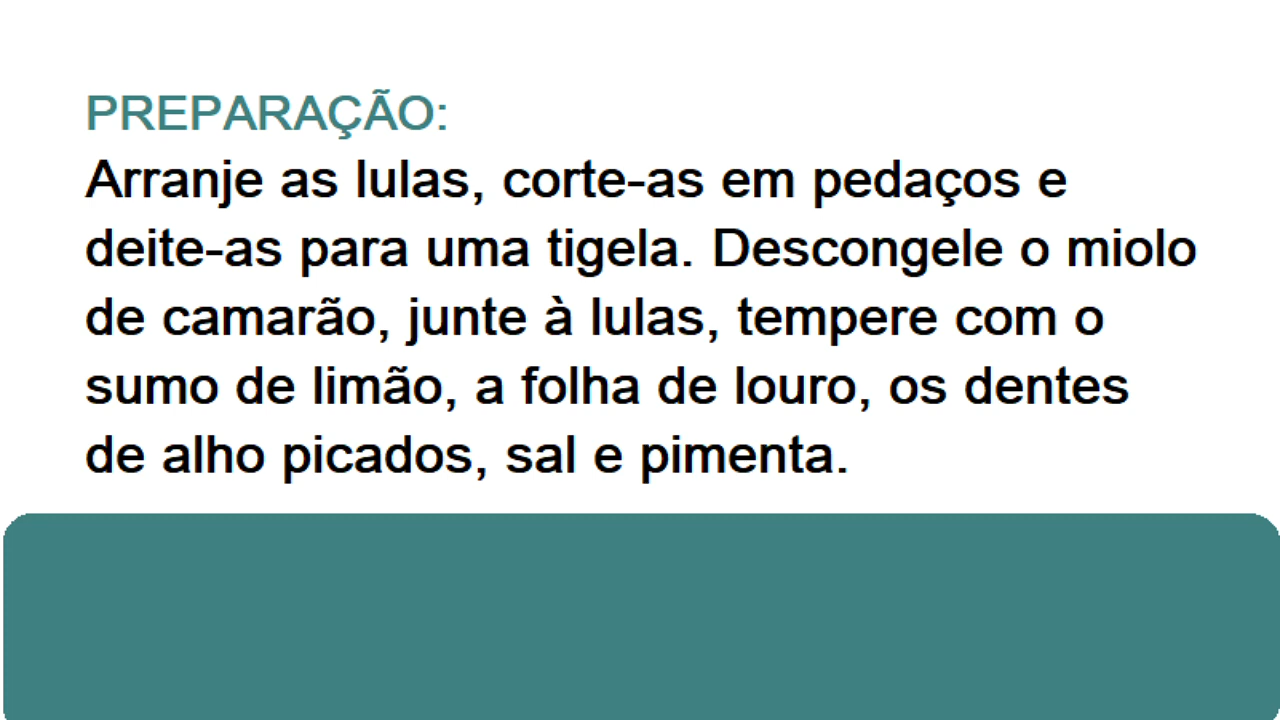 PREPARAÇÃO:
Arranje as lulas, corte-as em pedaços e
deite-as para uma tigela. Descongele o miolo
de camarão, junte à lulas, tempere com o
sumo de limão, a folha de louro, os dentes
de alho picados, sal e pimenta.